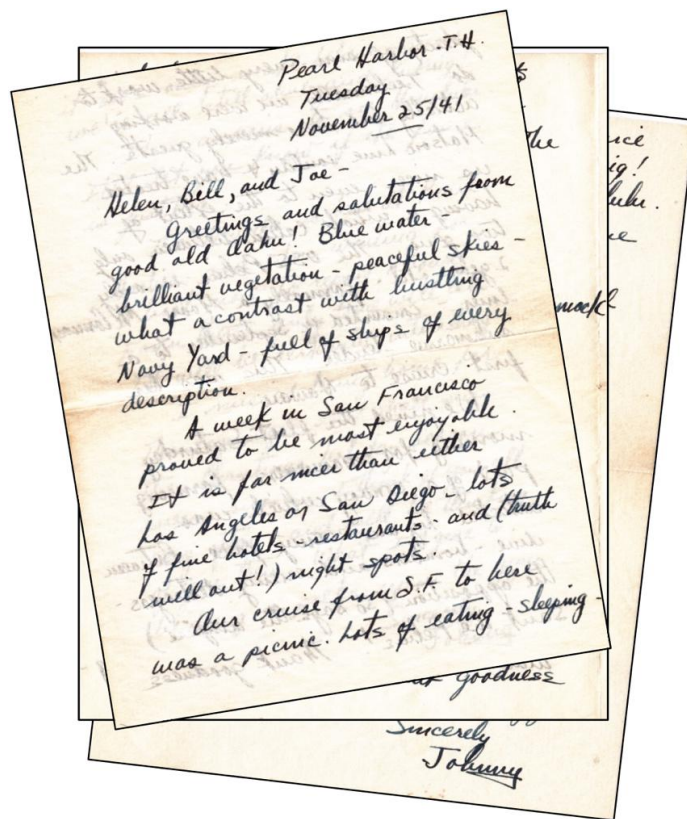 Pearl Harbor - T.H.
Tuesday
November 25/41
Helen, Bill, and Joe -
Greetings and salutations from
good old Oahu! Blue water -
brilliant vegetation - peaceful skies -
what a contrast with bustling
Navy Yard - full of ships of every
description.
A week in San Francisco
proved to be most enjoyable.
It is far nicer than either
Los Angeles or San Diego - lots
of fine hotels - restaurants - and (truth
will out!) night spots.
Our cruise from S.F. to here
was a picnic. Lots of eating - sleeping -
goodness
Sincerely
Johnny